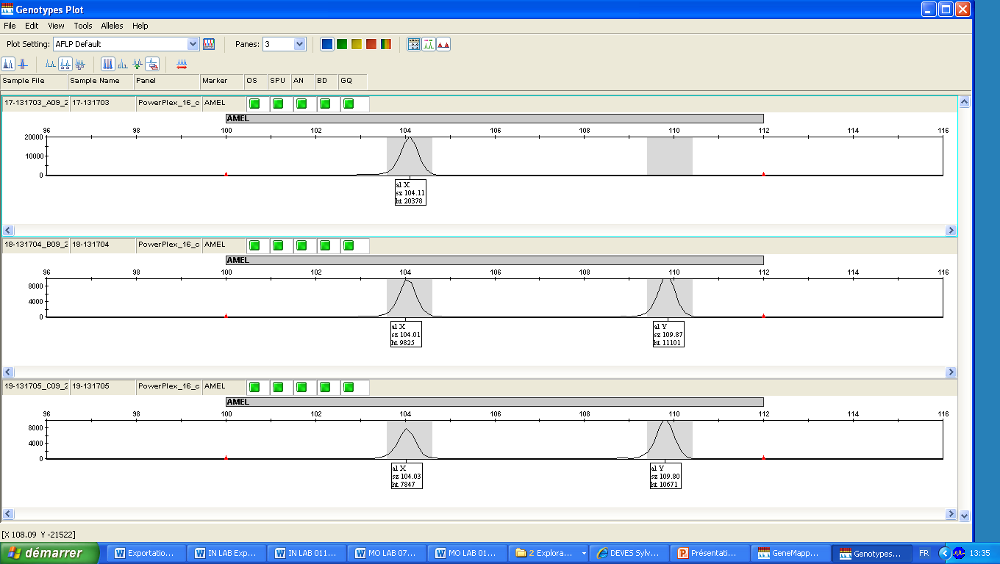 Genotypes Plot
File Edit View Tools Alleles Help
Plot Setting: AFLP Default Panes: 3
Sample File Sample Name Panel Marker OS SPU AN BD GQ
17-131703_A09_2 17-131703 PowerPlex_16_c AMEL
AMEL
96 98 100 102 104 106 108 110 112 114 116
20000
10000
0
al X
sz 104.11
ht 20378
18-131704_B09_2 18-131704 PowerPlex_16_c AMEL
AMEL
96 98 100 102 104 106 108 110 112 114 116
8000
4000
0
al X
sz 104.01
ht 9825
al Y
sz 109.87
ht 11101
19-131705_C09_2 19-131705 PowerPlex_16_c AMEL
AMEL
96 98 100 102 104 106 108 110 112 114 116
8000
4000
0
al X
sz 104.03
ht 7847
al Y
sz 109.80
ht 10671
[X 108.09 Y -21522]
démarrer Exportatio... IN LAB Exp... IN LAB 011... MO LAB 07... MO LAB 01... 2 Explora... DEVES Sylv... Présentati... GeneMapp... Genotypes... FR 13:35